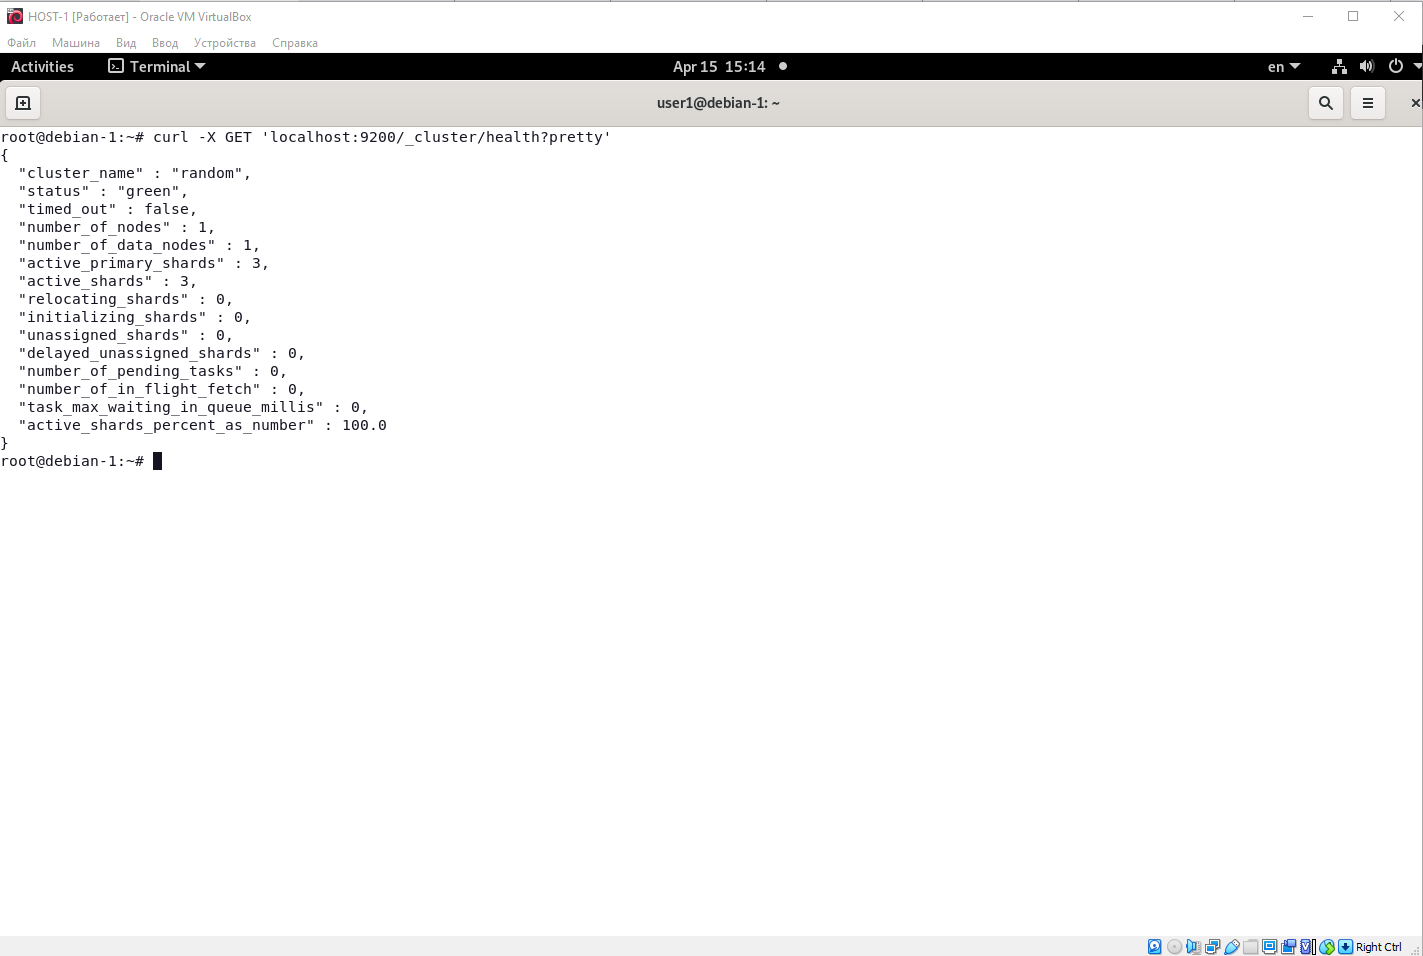 HOST-1 [Работает] - Oracle VM VirtualBox
Файл Машина Вид Ввод Устройства Справка
Activities Terminal Apr 15 15:14 en
user1@debian-1: ~
root@debian-1:~# curl -X GET 'localhost:9200/_cluster/health?pretty'
{
  "cluster_name" : "random",
  "status" : "green",
  "timed_out" : false,
  "number_of_nodes" : 1,
  "number_of_data_nodes" : 1,
  "active_primary_shards" : 3,
  "active_shards" : 3,
  "relocating_shards" : 0,
  "initializing_shards" : 0,
  "unassigned_shards" : 0,
  "delayed_unassigned_shards" : 0,
  "number_of_pending_tasks" : 0,
  "number_of_in_flight_fetch" : 0,
  "task_max_waiting_in_queue_millis" : 0,
  "active_shards_percent_as_number" : 100.0
}
root@debian-1:~#
Right Ctrl